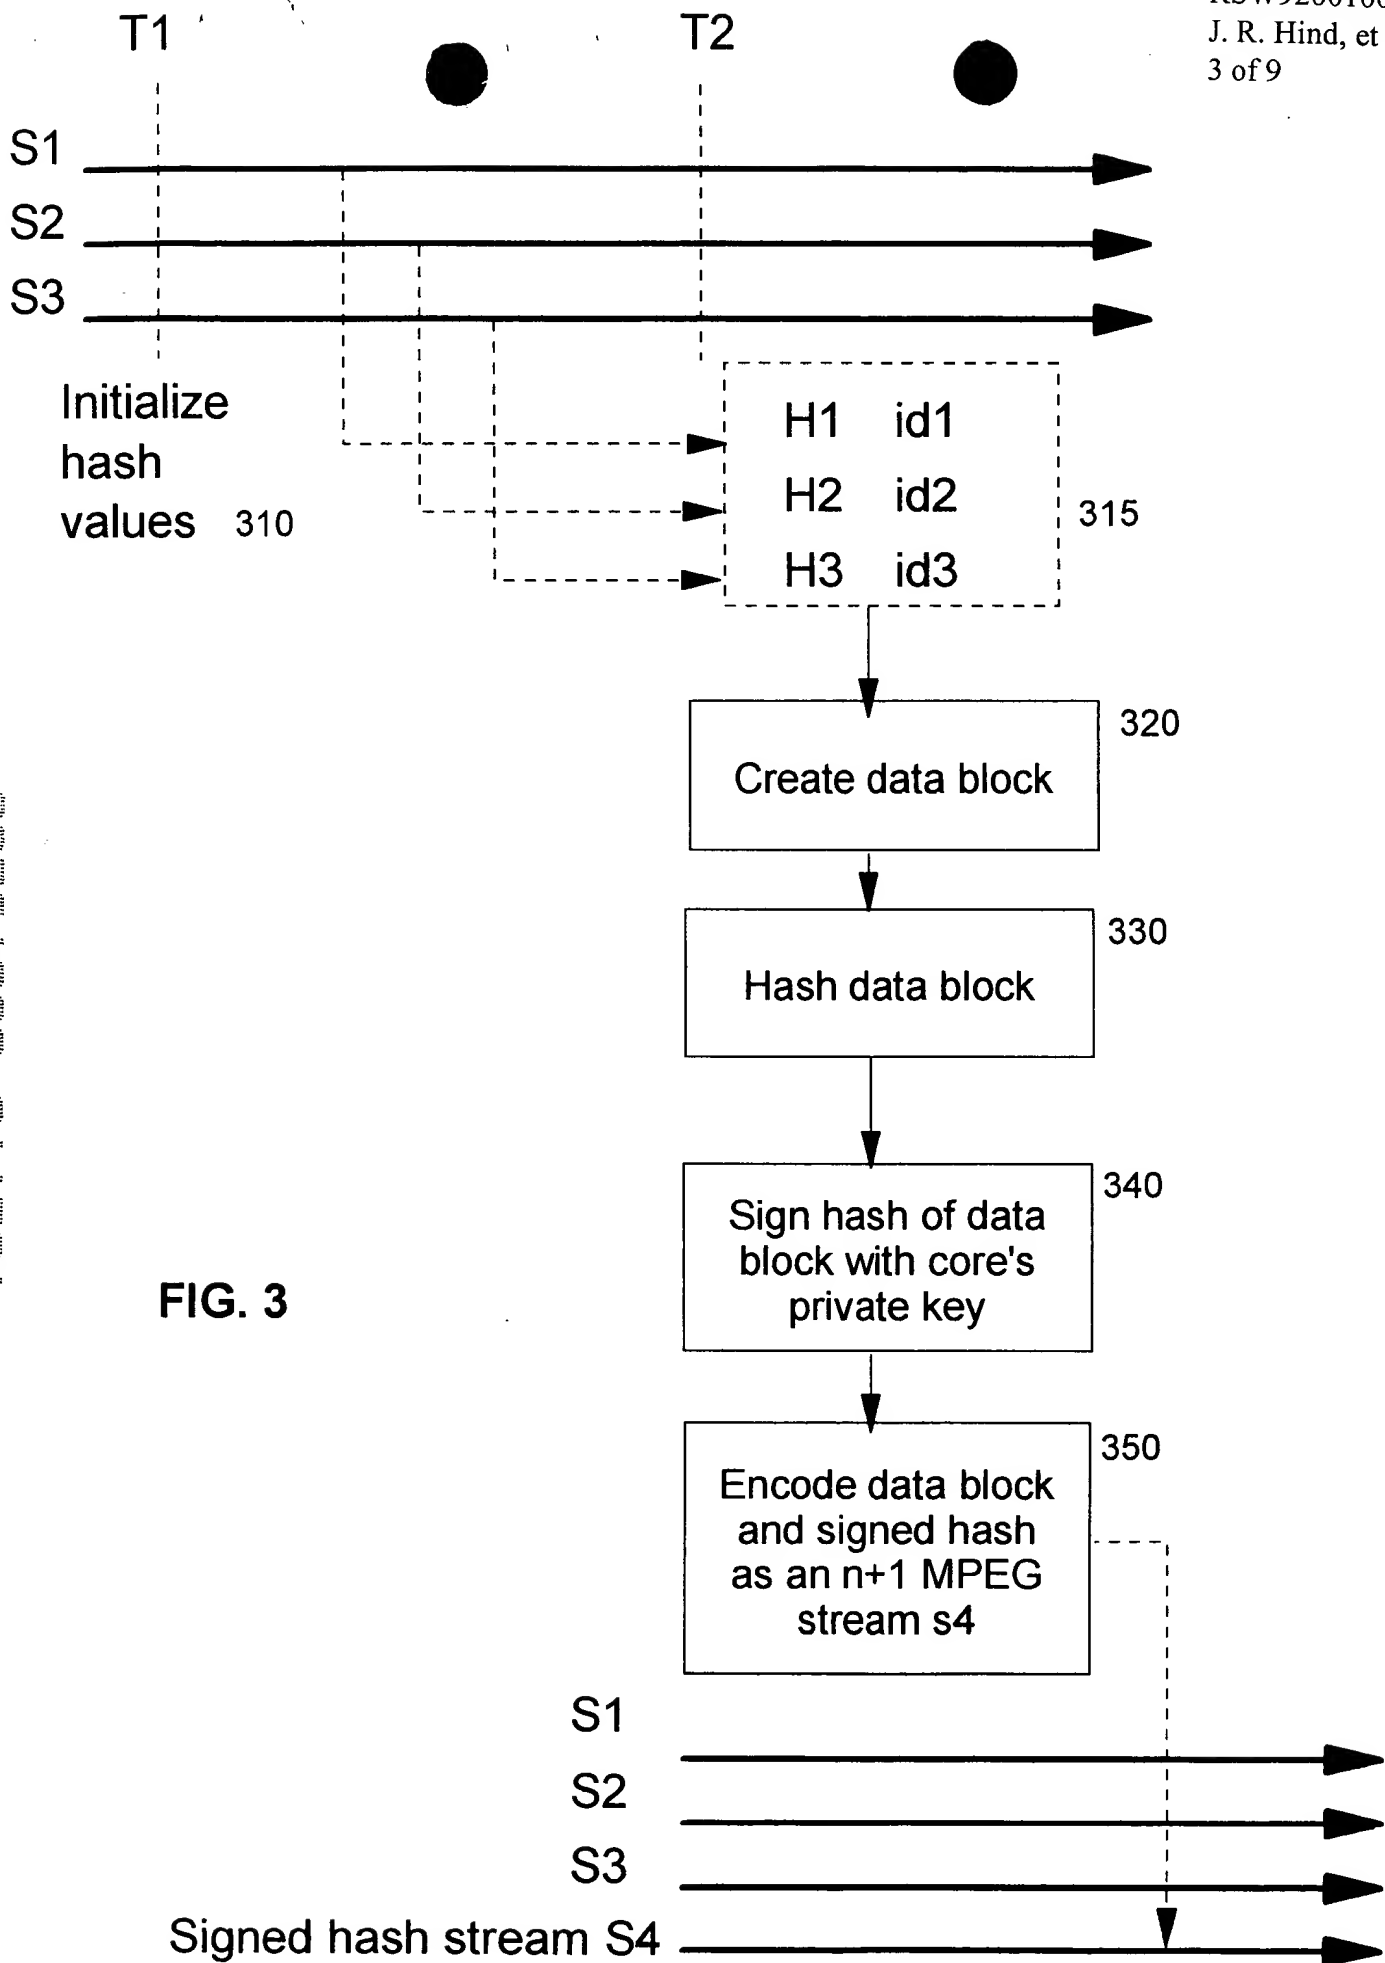 T1
T2
J. R. Hind, et
3 of 9
S1
S2
S3
Initialize
hash
values 310
H1 id1
H2 id2
H3 id3
315
320
Create data block
330
Hash data block
340
Sign hash of data
block with core's
private key
FIG. 3
350
Encode data block
and signed hash
as an n+1 MPEG
stream s4
S1
S2
S3
Signed hash stream S4